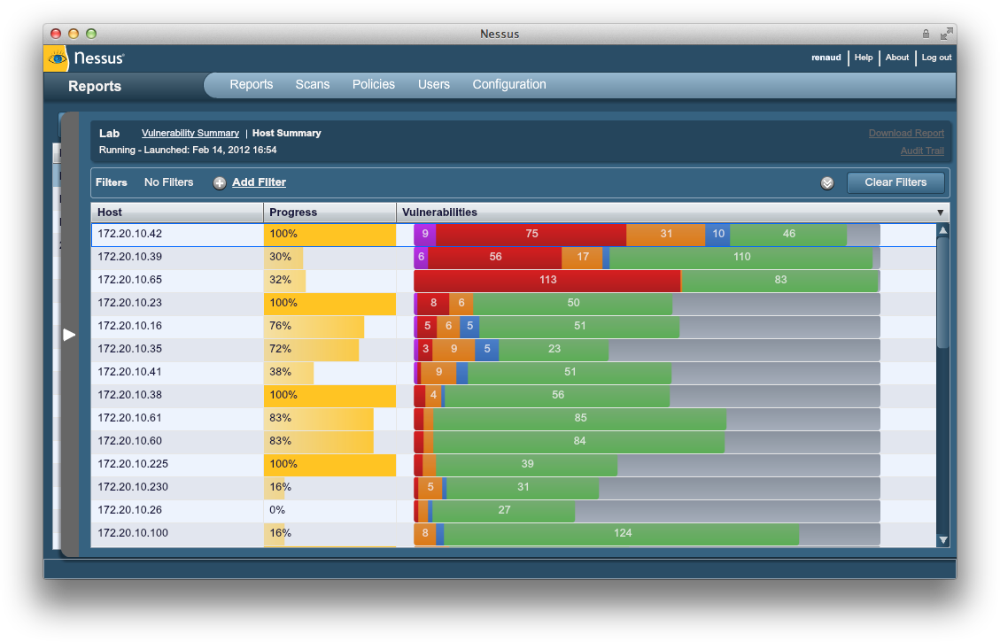 Nessus
Nessus
renaud Help About Log out
Reports
Reports Scans Policies Users Configuration
Lab Vulnerability Summary | Host Summary Download Report
Running - Launched: Feb 14, 2012 16:54 Audit Trail
Filters No Filters Add Filter Clear Filters
Host Progress Vulnerabilities
172.20.10.42 100% 9 75 31 10 46
172.20.10.39 30% 6 56 17 110
172.20.10.65 32% 113 83
172.20.10.23 100% 8 6 50
172.20.10.16 76% 5 6 5 51
172.20.10.35 72% 3 9 5 23
172.20.10.41 38% 9 51
172.20.10.38 100% 4 56
172.20.10.61 83% 85
172.20.10.60 83% 84
172.20.10.225 100% 39
172.20.10.230 16% 5 31
172.20.10.26 0% 27
172.20.10.100 16% 8 124